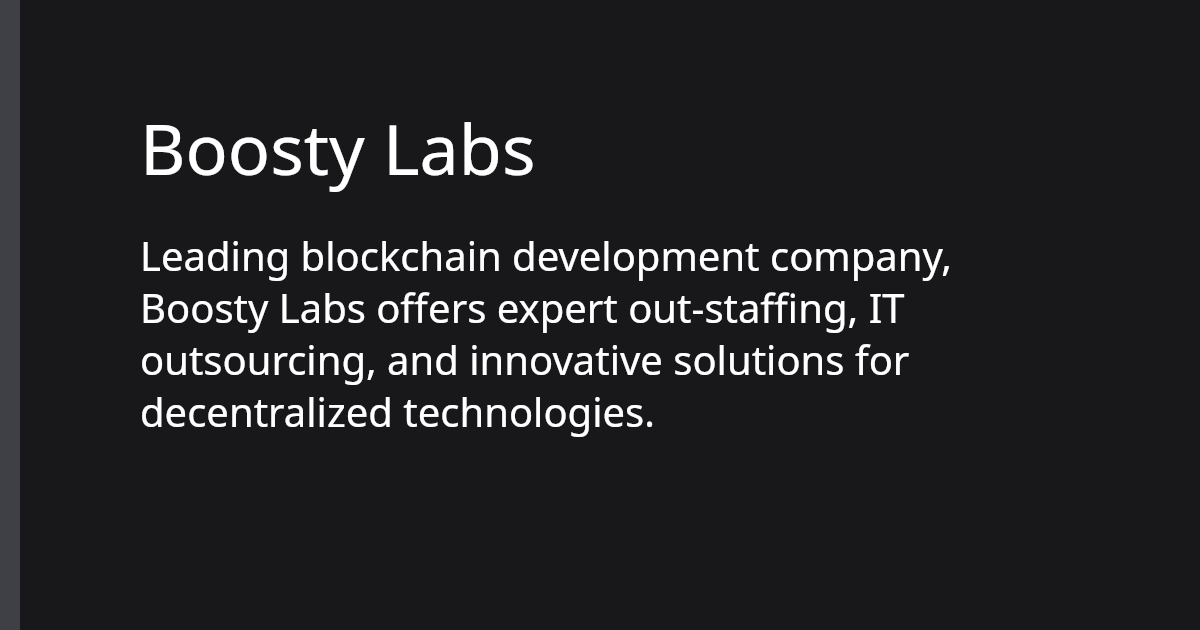 Boosty Labs
Leading blockchain development company,
Boosty Labs offers expert out-staffing, IT
outsourcing, and innovative solutions for
decentralized technologies.